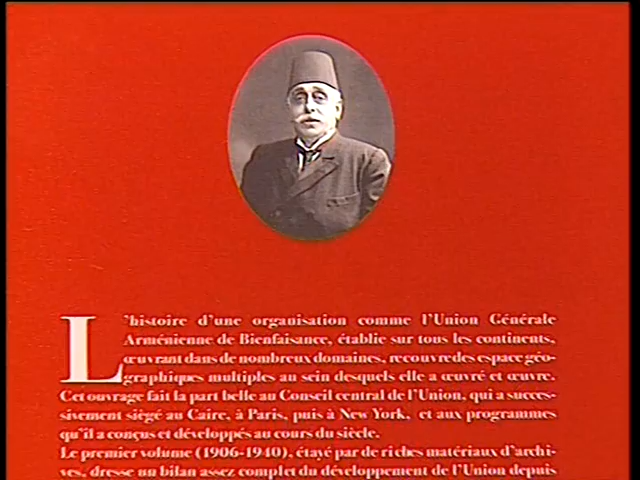 L'histoire d'une organisation comme l'Union Générale
Arménienne de Bienfaisance, établie sur tous les continents,
œuvrant dans de nombreux domaines, recouvre des espace géo-
graphiques multiples au sein desquels elle a œuvré et œuvre.
Cet ouvrage fait la part belle au Conseil central de l'Union, qui a succes-
sivement siégé au Caire, à Paris, puis à New York, et aux programmes
qu'il a conçus et développés au cours du siècle.
Le premier volume (1906-1940), étayé par de riches matériaux d'archi-
ves, dresse un bilan assez complet du développement de l'Union depuis